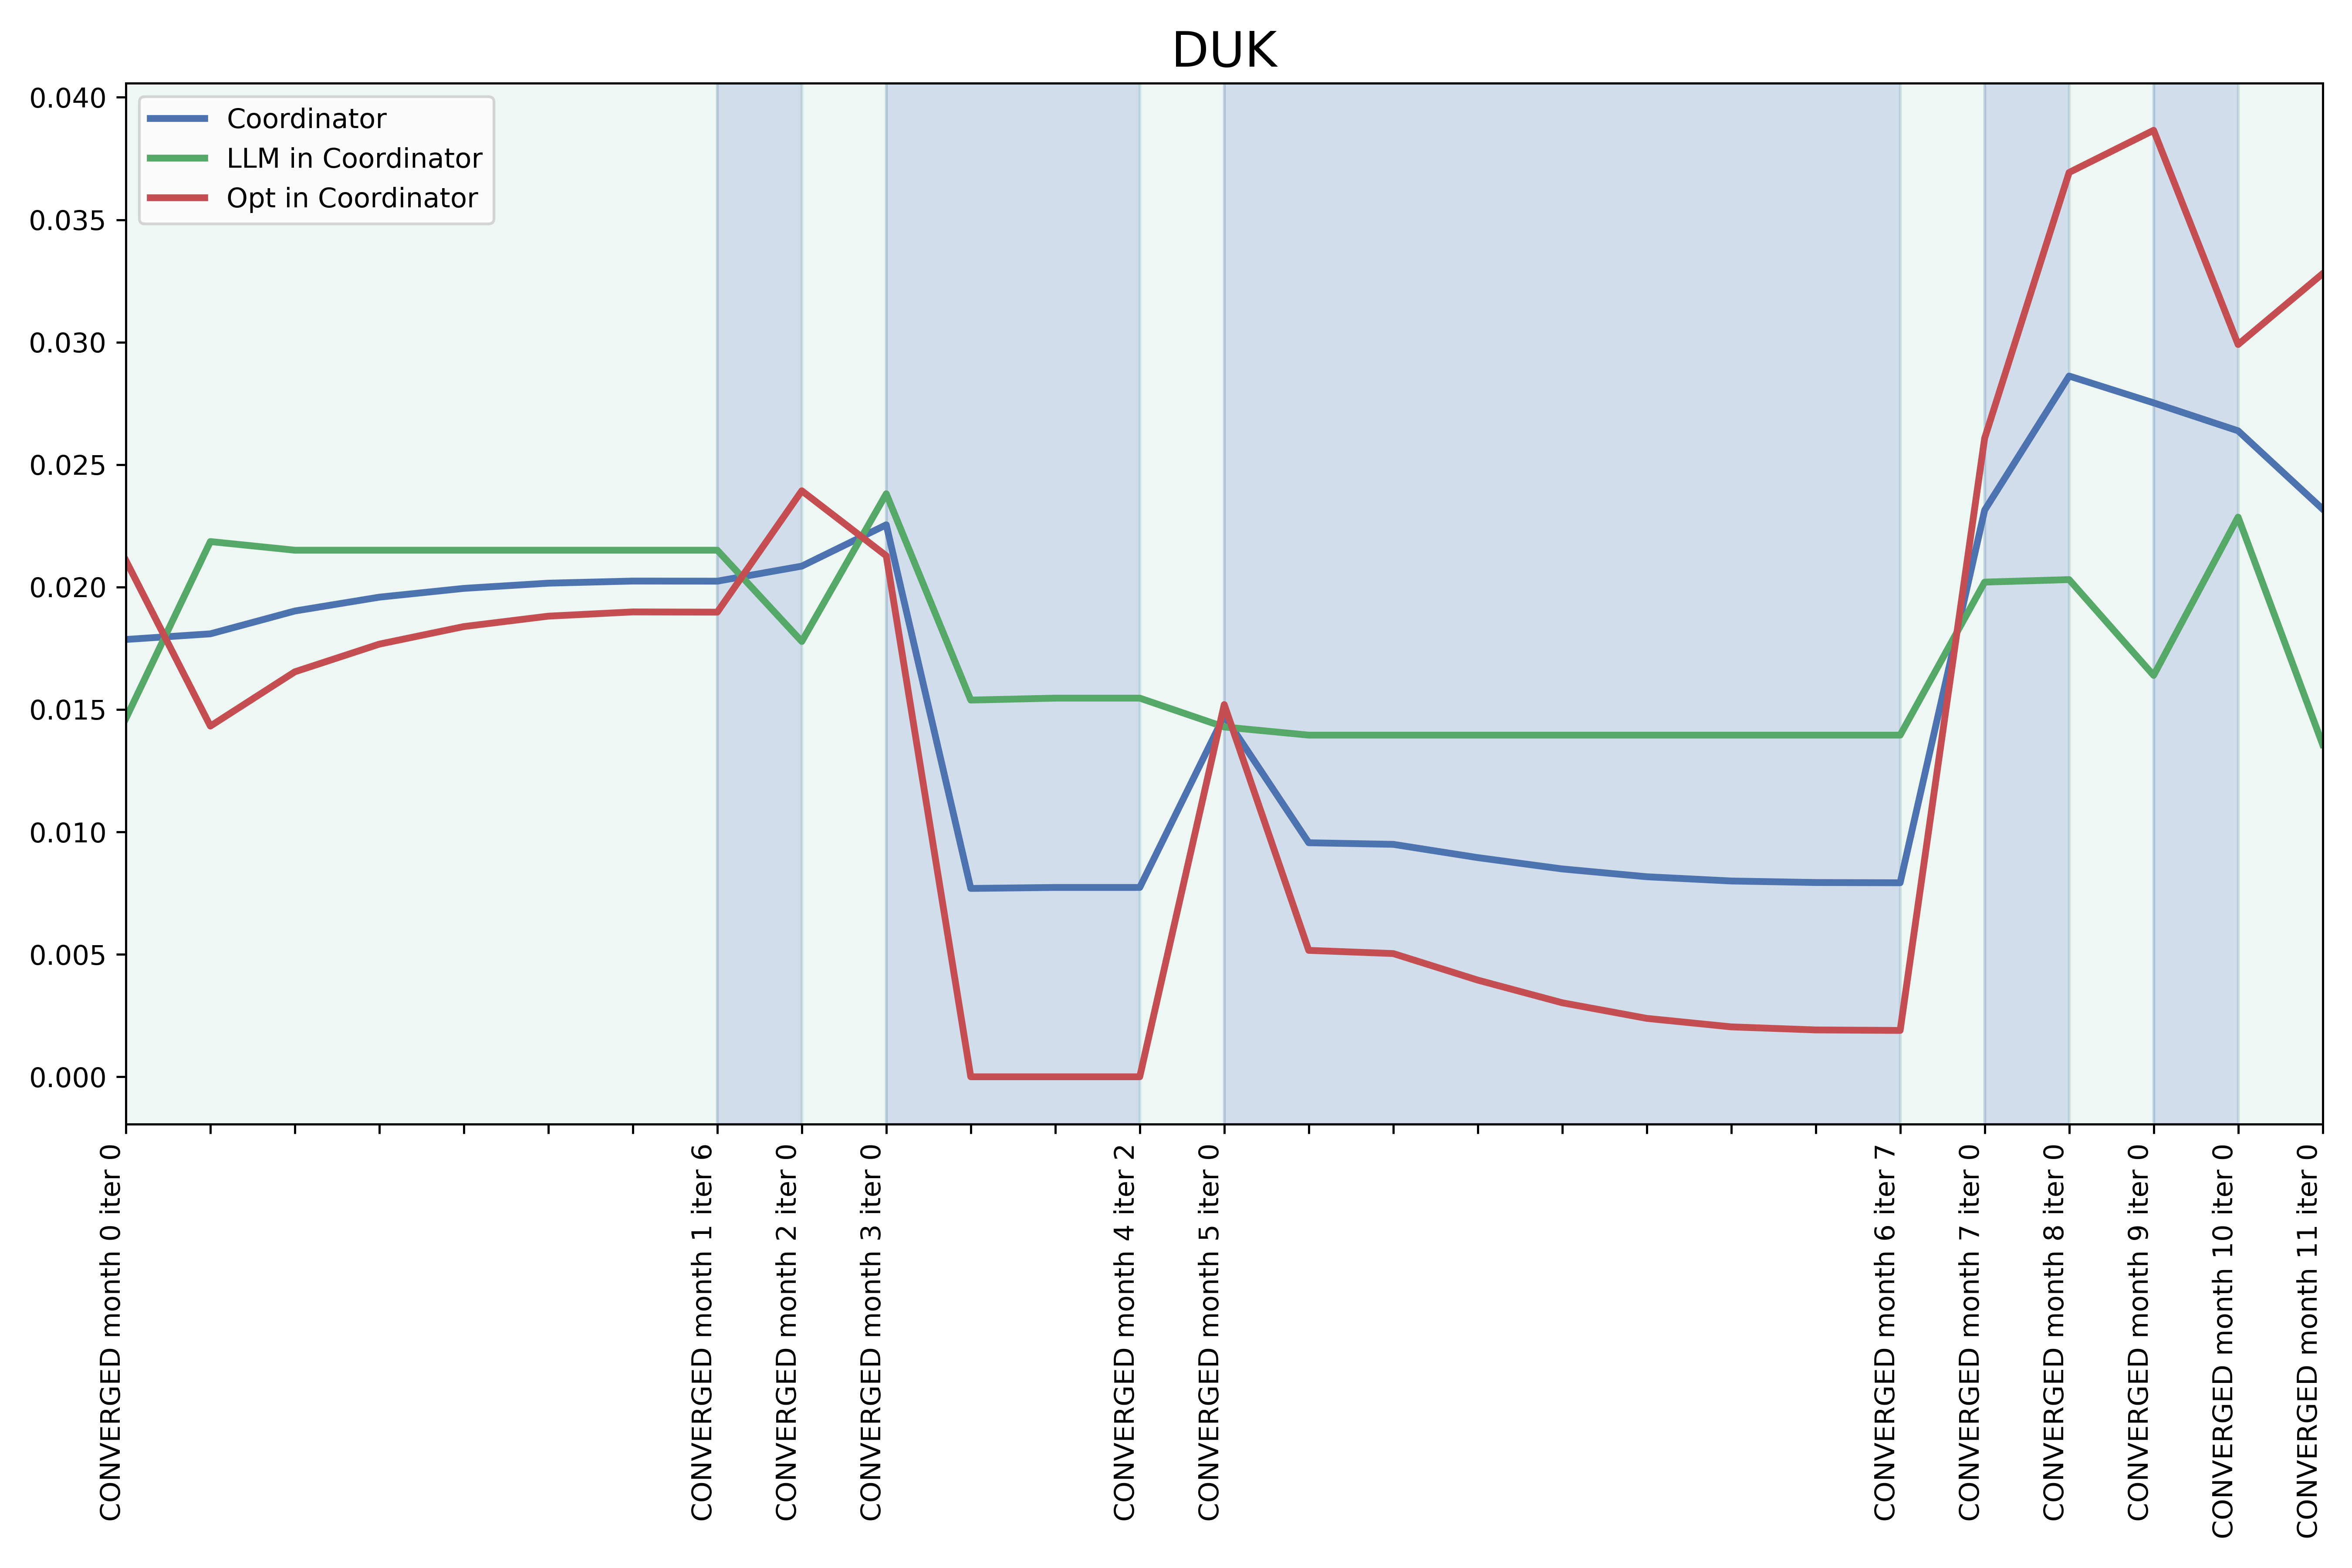 DUK
0.040
0.035
0.030
0.025
0.020
0.015
0.010
0.005
0.000
Coordinator
LLM in Coordinator
Opt in Coordinator
CONVERGED month 0 iter 0
CONVERGED month 1 iter 6
CONVERGED month 2 iter 0
CONVERGED month 3 iter 0
CONVERGED month 4 iter 2
CONVERGED month 5 iter 0
CONVERGED month 6 iter 7
CONVERGED month 7 iter 0
CONVERGED month 8 iter 0
CONVERGED month 9 iter 0
CONVERGED month 10 iter 0
CONVERGED month 11 iter 0